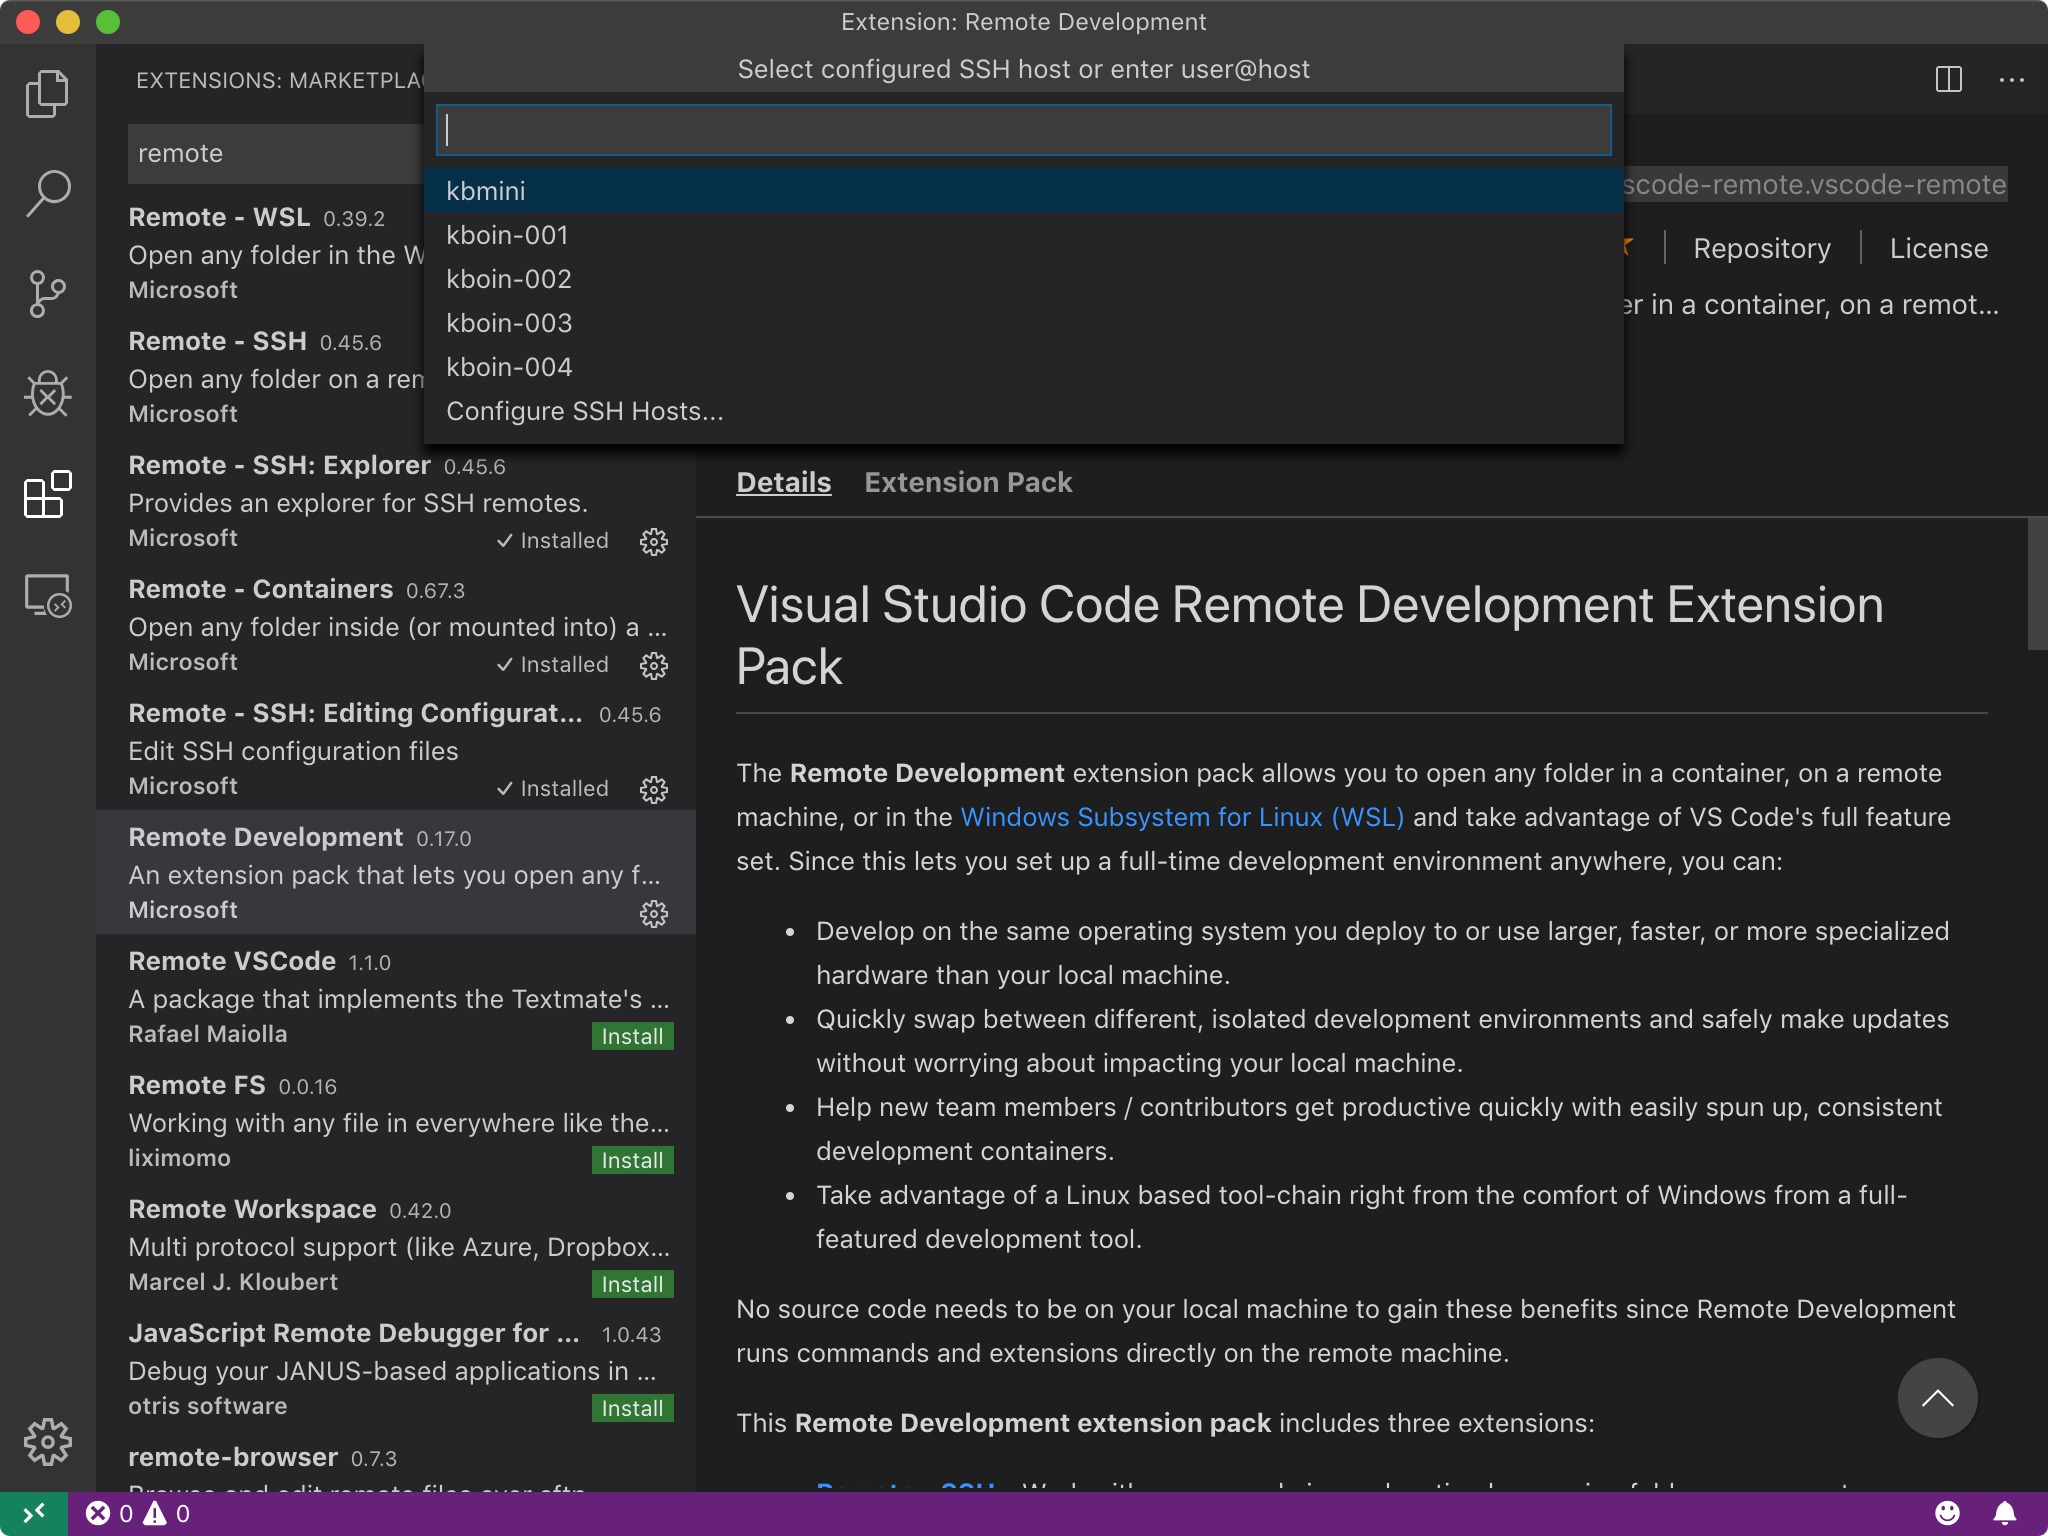 Extension: Remote Development
EXTENSIONS: MARKETPLA
remote
Select configured SSH host or enter user@host
kbmini
kboin-001
kboin-002
kboin-003
kboin-004
Configure SSH Hosts...
Remote - WSL 0.39.2
Open any folder in the W
Microsoft
Remote - SSH 0.45.6
Open any folder on a rem
Microsoft
Remote - SSH: Explorer 0.45.6
Provides an explorer for SSH remotes.
Microsoft ✓ Installed
Remote - Containers 0.67.3
Open any folder inside (or mounted into) a ...
Microsoft ✓ Installed
Remote - SSH: Editing Configurat... 0.45.6
Edit SSH configuration files
Microsoft ✓ Installed
Remote Development 0.17.0
An extension pack that lets you open any f...
Microsoft
Remote VSCode 1.1.0
A package that implements the Textmate's ...
Rafael Maiolla Install
Remote FS 0.0.16
Working with any file in everywhere like the...
liximomo Install
Remote Workspace 0.42.0
Multi protocol support (like Azure, Dropbox...
Marcel J. Kloubert Install
JavaScript Remote Debugger for ... 1.0.43
Debug your JANUS-based applications in ...
otris software Install
remote-browser 0.7.3
Browse and edit remote files over sftp
scode-remote.vscode-remote
Repository | License
er in a container, on a remot...
Details Extension Pack
Visual Studio Code Remote Development Extension
Pack
The Remote Development extension pack allows you to open any folder in a container, on a remote
machine, or in the Windows Subsystem for Linux (WSL) and take advantage of VS Code's full feature
set. Since this lets you set up a full-time development environment anywhere, you can:
• Develop on the same operating system you deploy to or use larger, faster, or more specialized
hardware than your local machine.
• Quickly swap between different, isolated development environments and safely make updates
without worrying about impacting your local machine.
• Help new team members / contributors get productive quickly with easily spun up, consistent
development containers.
• Take advantage of a Linux based tool-chain right from the comfort of Windows from a full-
featured development tool.
No source code needs to be on your local machine to gain these benefits since Remote Development
runs commands and extensions directly on the remote machine.
This Remote Development extension pack includes three extensions:
Remote - SSH
0 0